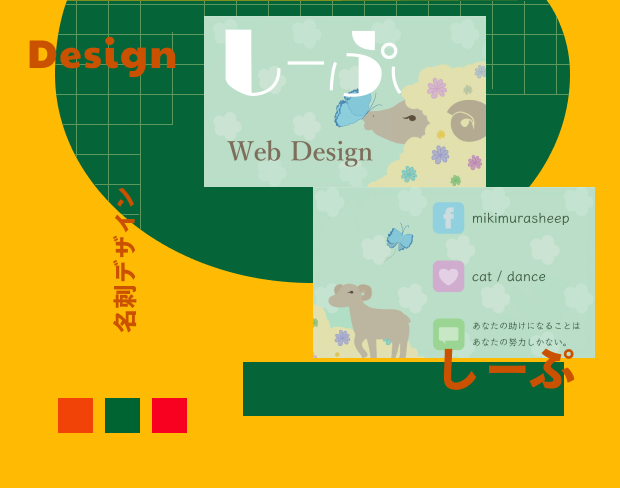 Design
しーぷ
Web Design
名刺デザイン
f
mikimurasheep
cat / dance
あなたの助けになることは
あなたの努力しかない。
しーぷ